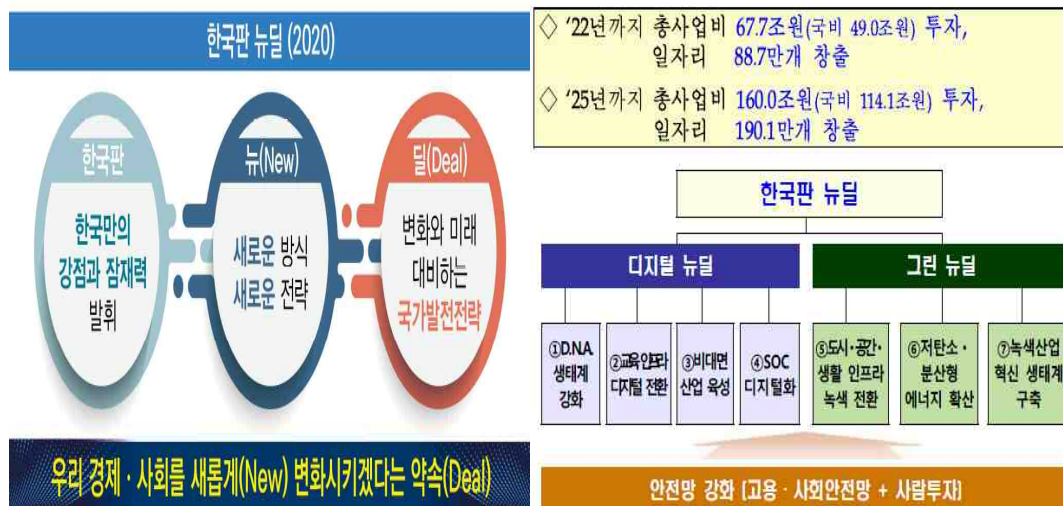 한국판 뉴딜 (2020)
한국판
한국만의
강점과 잠재력
발휘
뉴(New)
새로운 방식
새로운 전략
딜(Deal)
변화와 미래
대비하는
국가발전전략
우리 경제·사회를 새롭게(New) 변화시키겠다는 약속(Deal)
◇ ‘22년까지 총사업비 67.7조원(국비 49.0조원) 투자,
일자리 88.7만개 창출
◇ ‘25년까지 총사업비 160.0조원(국비 114.1조원) 투자,
일자리 190.1만개 창출
한국판 뉴딜
디지털 뉴딜
그린 뉴딜
①D.N.A.
생태계
강화
②교육인프라
디지털 전환
③비대면
산업 육성
④SOC
디지털화
⑤도시·공간·
생활 인프라
녹색 전환
⑥저탄소·
분산형
에너지 확산
⑦녹색산업
혁신 생태계
구축
안전망 강화 [고용·사회안전망 + 사람투자]